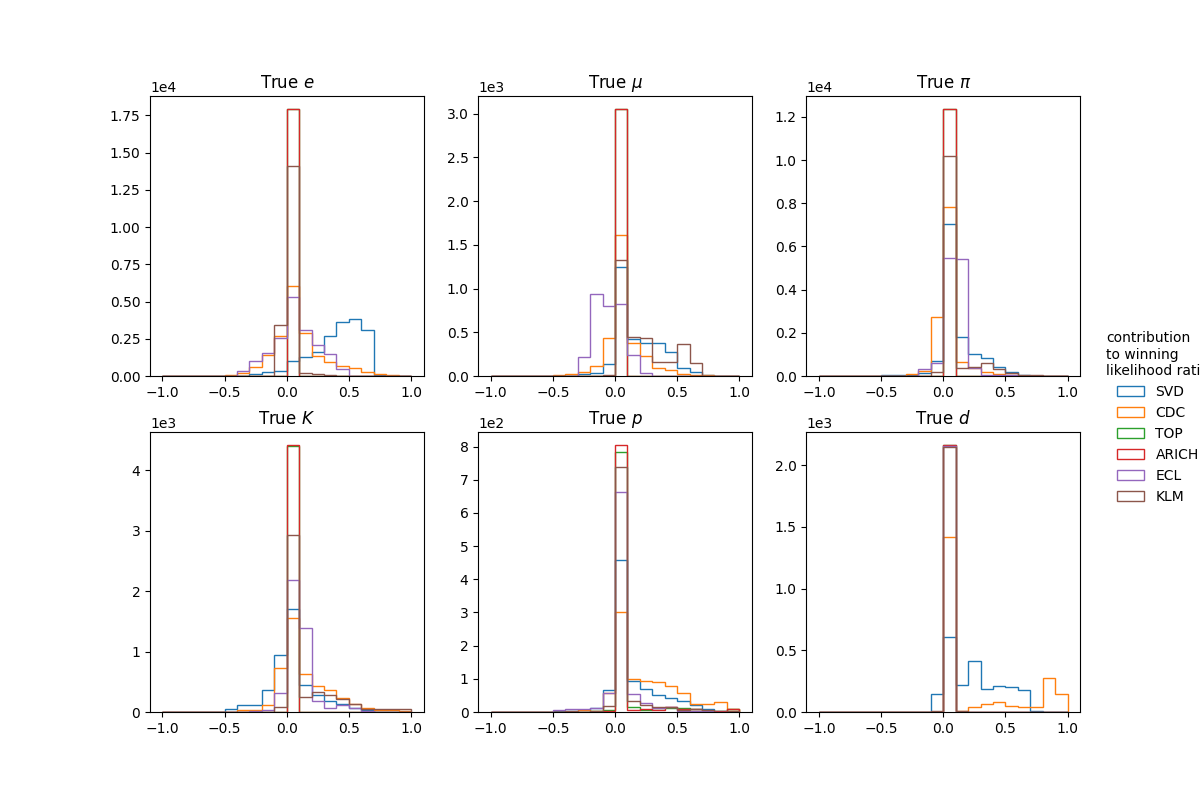 True e
True μ
True π
1e4
1e3
1e4
1.75
1.50
1.25
1.00
0.75
0.50
0.25
0.00
3.0
2.5
2.0
1.5
1.0
0.5
0.0
1.2
1.0
0.8
0.6
0.4
0.2
0.0
−1.0 −0.5 0.0 0.5 1.0
−1.0 −0.5 0.0 0.5 1.0
−1.0 −0.5 0.0 0.5 1.0
contribution
to winning
likelihood rati
SVD
CDC
TOP
ARICH
ECL
KLM
True K
True p
True d
1e3
1e2
1e3
4
3
2
1
0
8
7
6
5
4
3
2
1
0
2.0
1.5
1.0
0.5
0.0
−1.0 −0.5 0.0 0.5 1.0
−1.0 −0.5 0.0 0.5 1.0
−1.0 −0.5 0.0 0.5 1.0